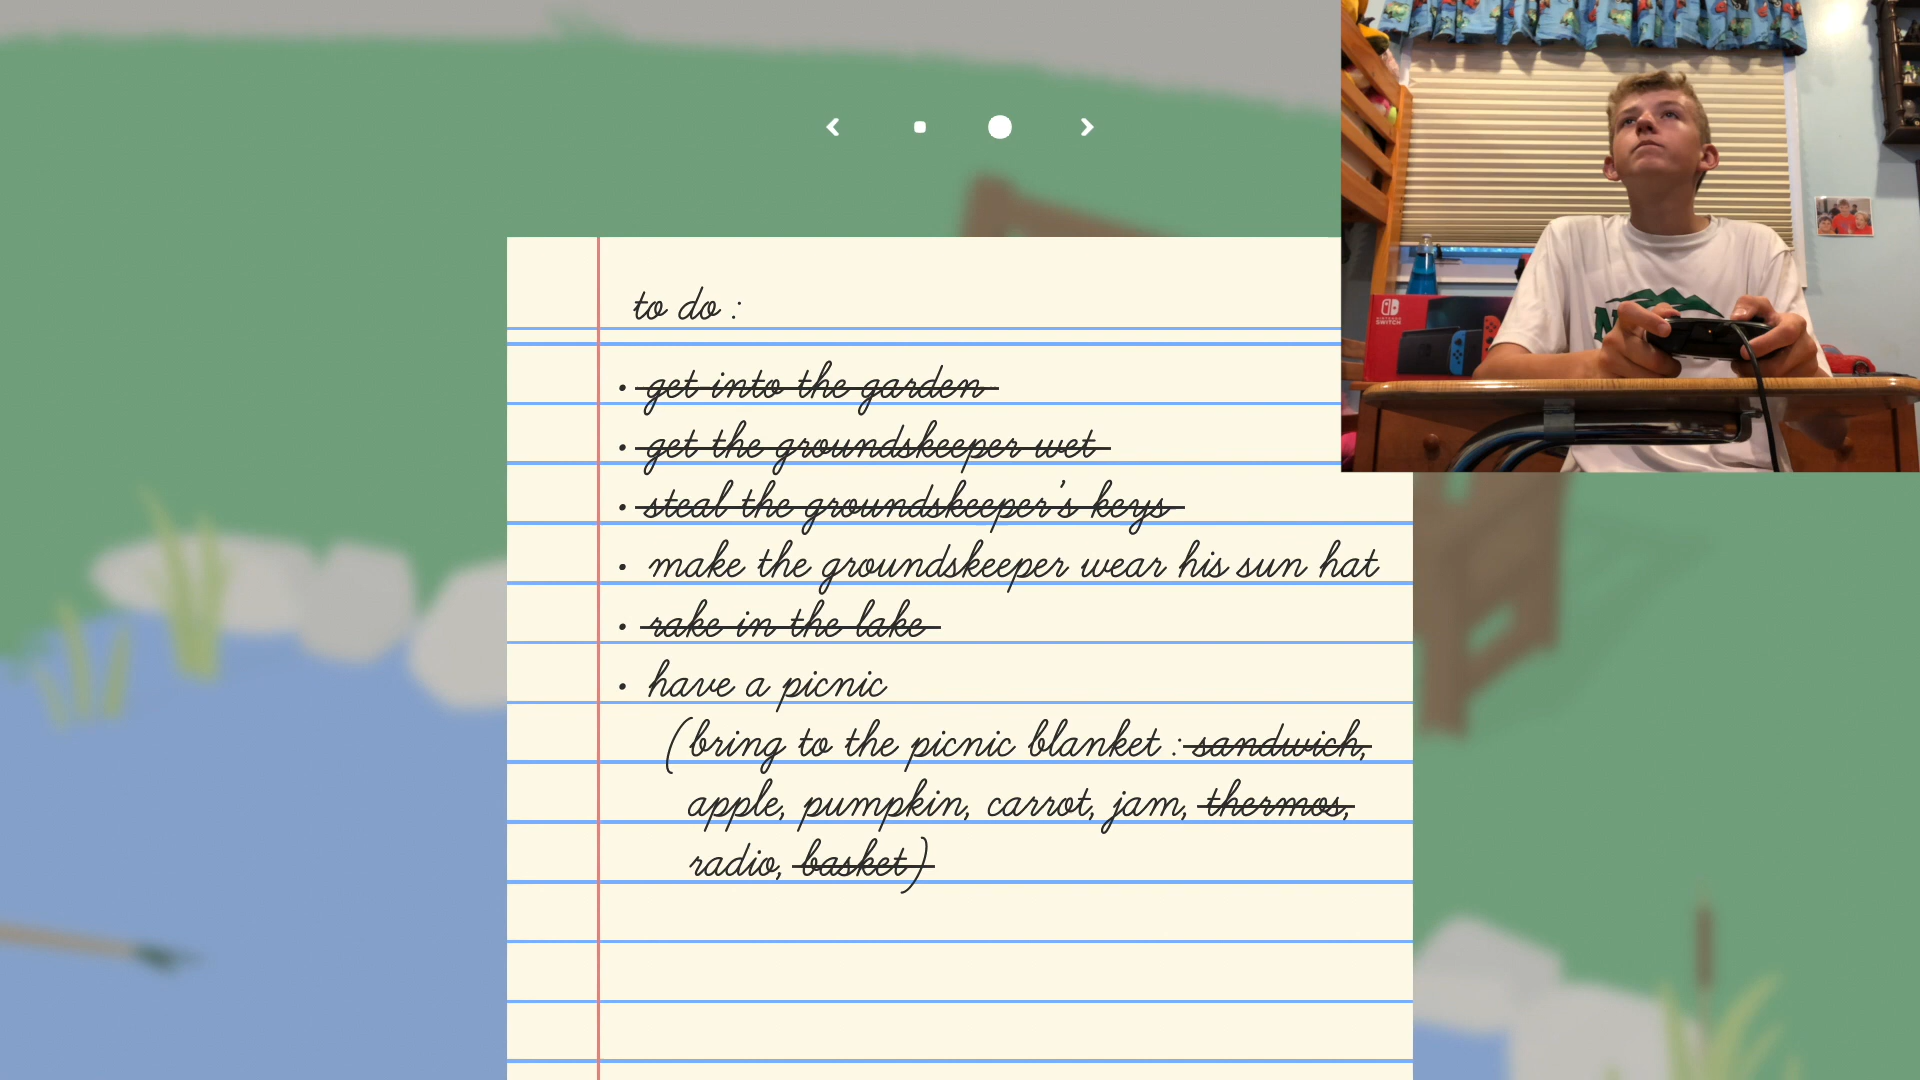 to do :
• get into the garden
• get the groundskeeper wet
• steal the groundskeeper's keys
• make the groundskeeper wear his sun hat
• rake in the lake
• have a picnic
(bring to the picnic blanket : sandwich,
apple, pumpkin, carrot, jam, thermos,
radio, basket)
NINTENDO
SWITCH